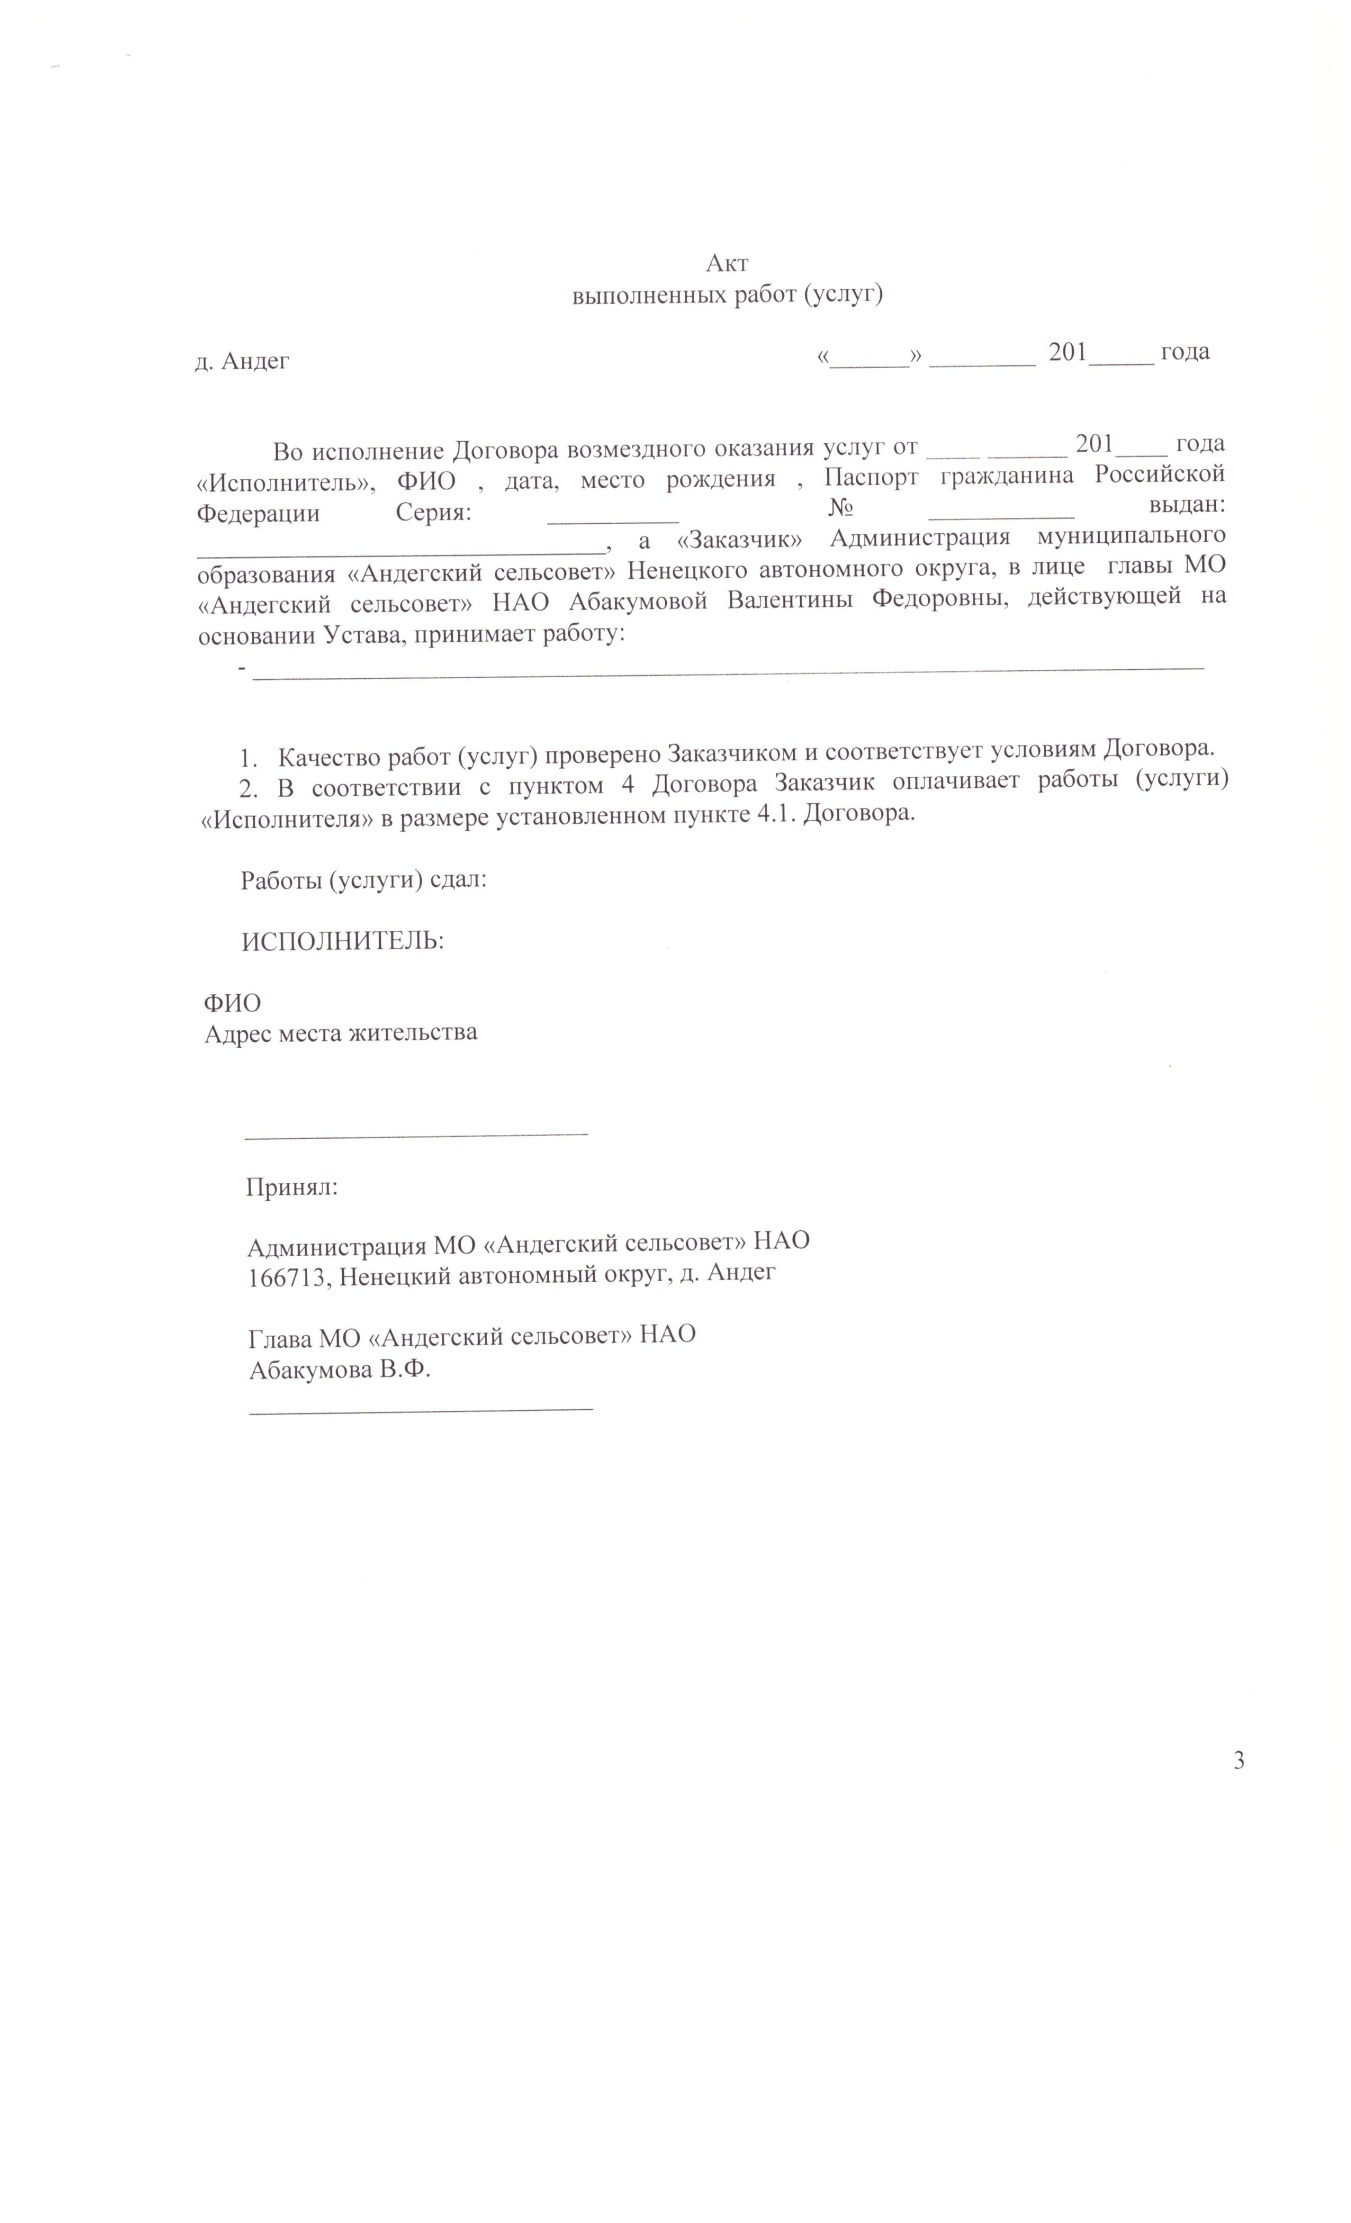 Акт
выполненных работ (услуг)
д. Андег «______» ________ 201_____ года
Во исполнение Договора возмездного оказания услуг от ____ ______ 201____ года
«Исполнитель», ФИО , дата, место рождения , Паспорт гражданина Российской
Федерации Серия: __________ № ___________ выдан:
_______________________________, а «Заказчик» Администрация муниципального
образования «Андегский сельсовет» Ненецкого автономного округа, в лице главы МО
«Андегский сельсовет» НАО Абакумовой Валентины Федоровны, действующей на
основании Устава, принимает работу:
- ________________________________________________________________________
1. Качество работ (услуг) проверено Заказчиком и соответствует условиям Договора.
2. В соответствии с пунктом 4 Договора Заказчик оплачивает работы (услуги)
«Исполнителя» в размере установленном пункте 4.1. Договора.
Работы (услуги) сдал:
ИСПОЛНИТЕЛЬ:
ФИО
Адрес места жительства
__________________________
Принял:
Администрация МО «Андегский сельсовет» НАО
166713, Ненецкий автономный округ, д. Андег
Глава МО «Андегский сельсовет» НАО
Абакумова В.Ф.
__________________________
3